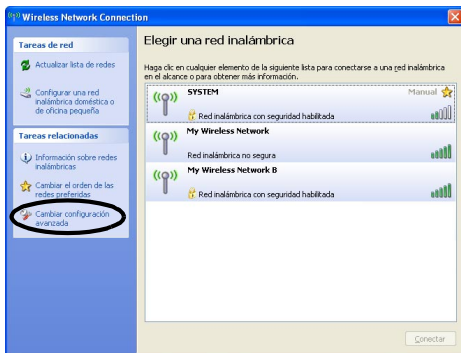 Wireless Network Connection
Tareas de red
Actualizar lista de redes
Configurar una red
inalámbrica doméstica o
de oficina pequeña
Tareas relacionadas
Información sobre redes
inalámbricas
Cambiar el orden de las
redes preferidas
Cambiar configuración
avanzada
Elegir una red inalámbrica
Haga clic en cualquier elemento de la siguiente lista para conectarse a una red inalámbrica
en el alcance o para obtener más información.
SYSTEM Manual
Red inalámbrica con seguridad habilitada
My Wireless Network
Red inalámbrica no segura
My Wireless Network B
Red inalámbrica con seguridad habilitada
Conectar